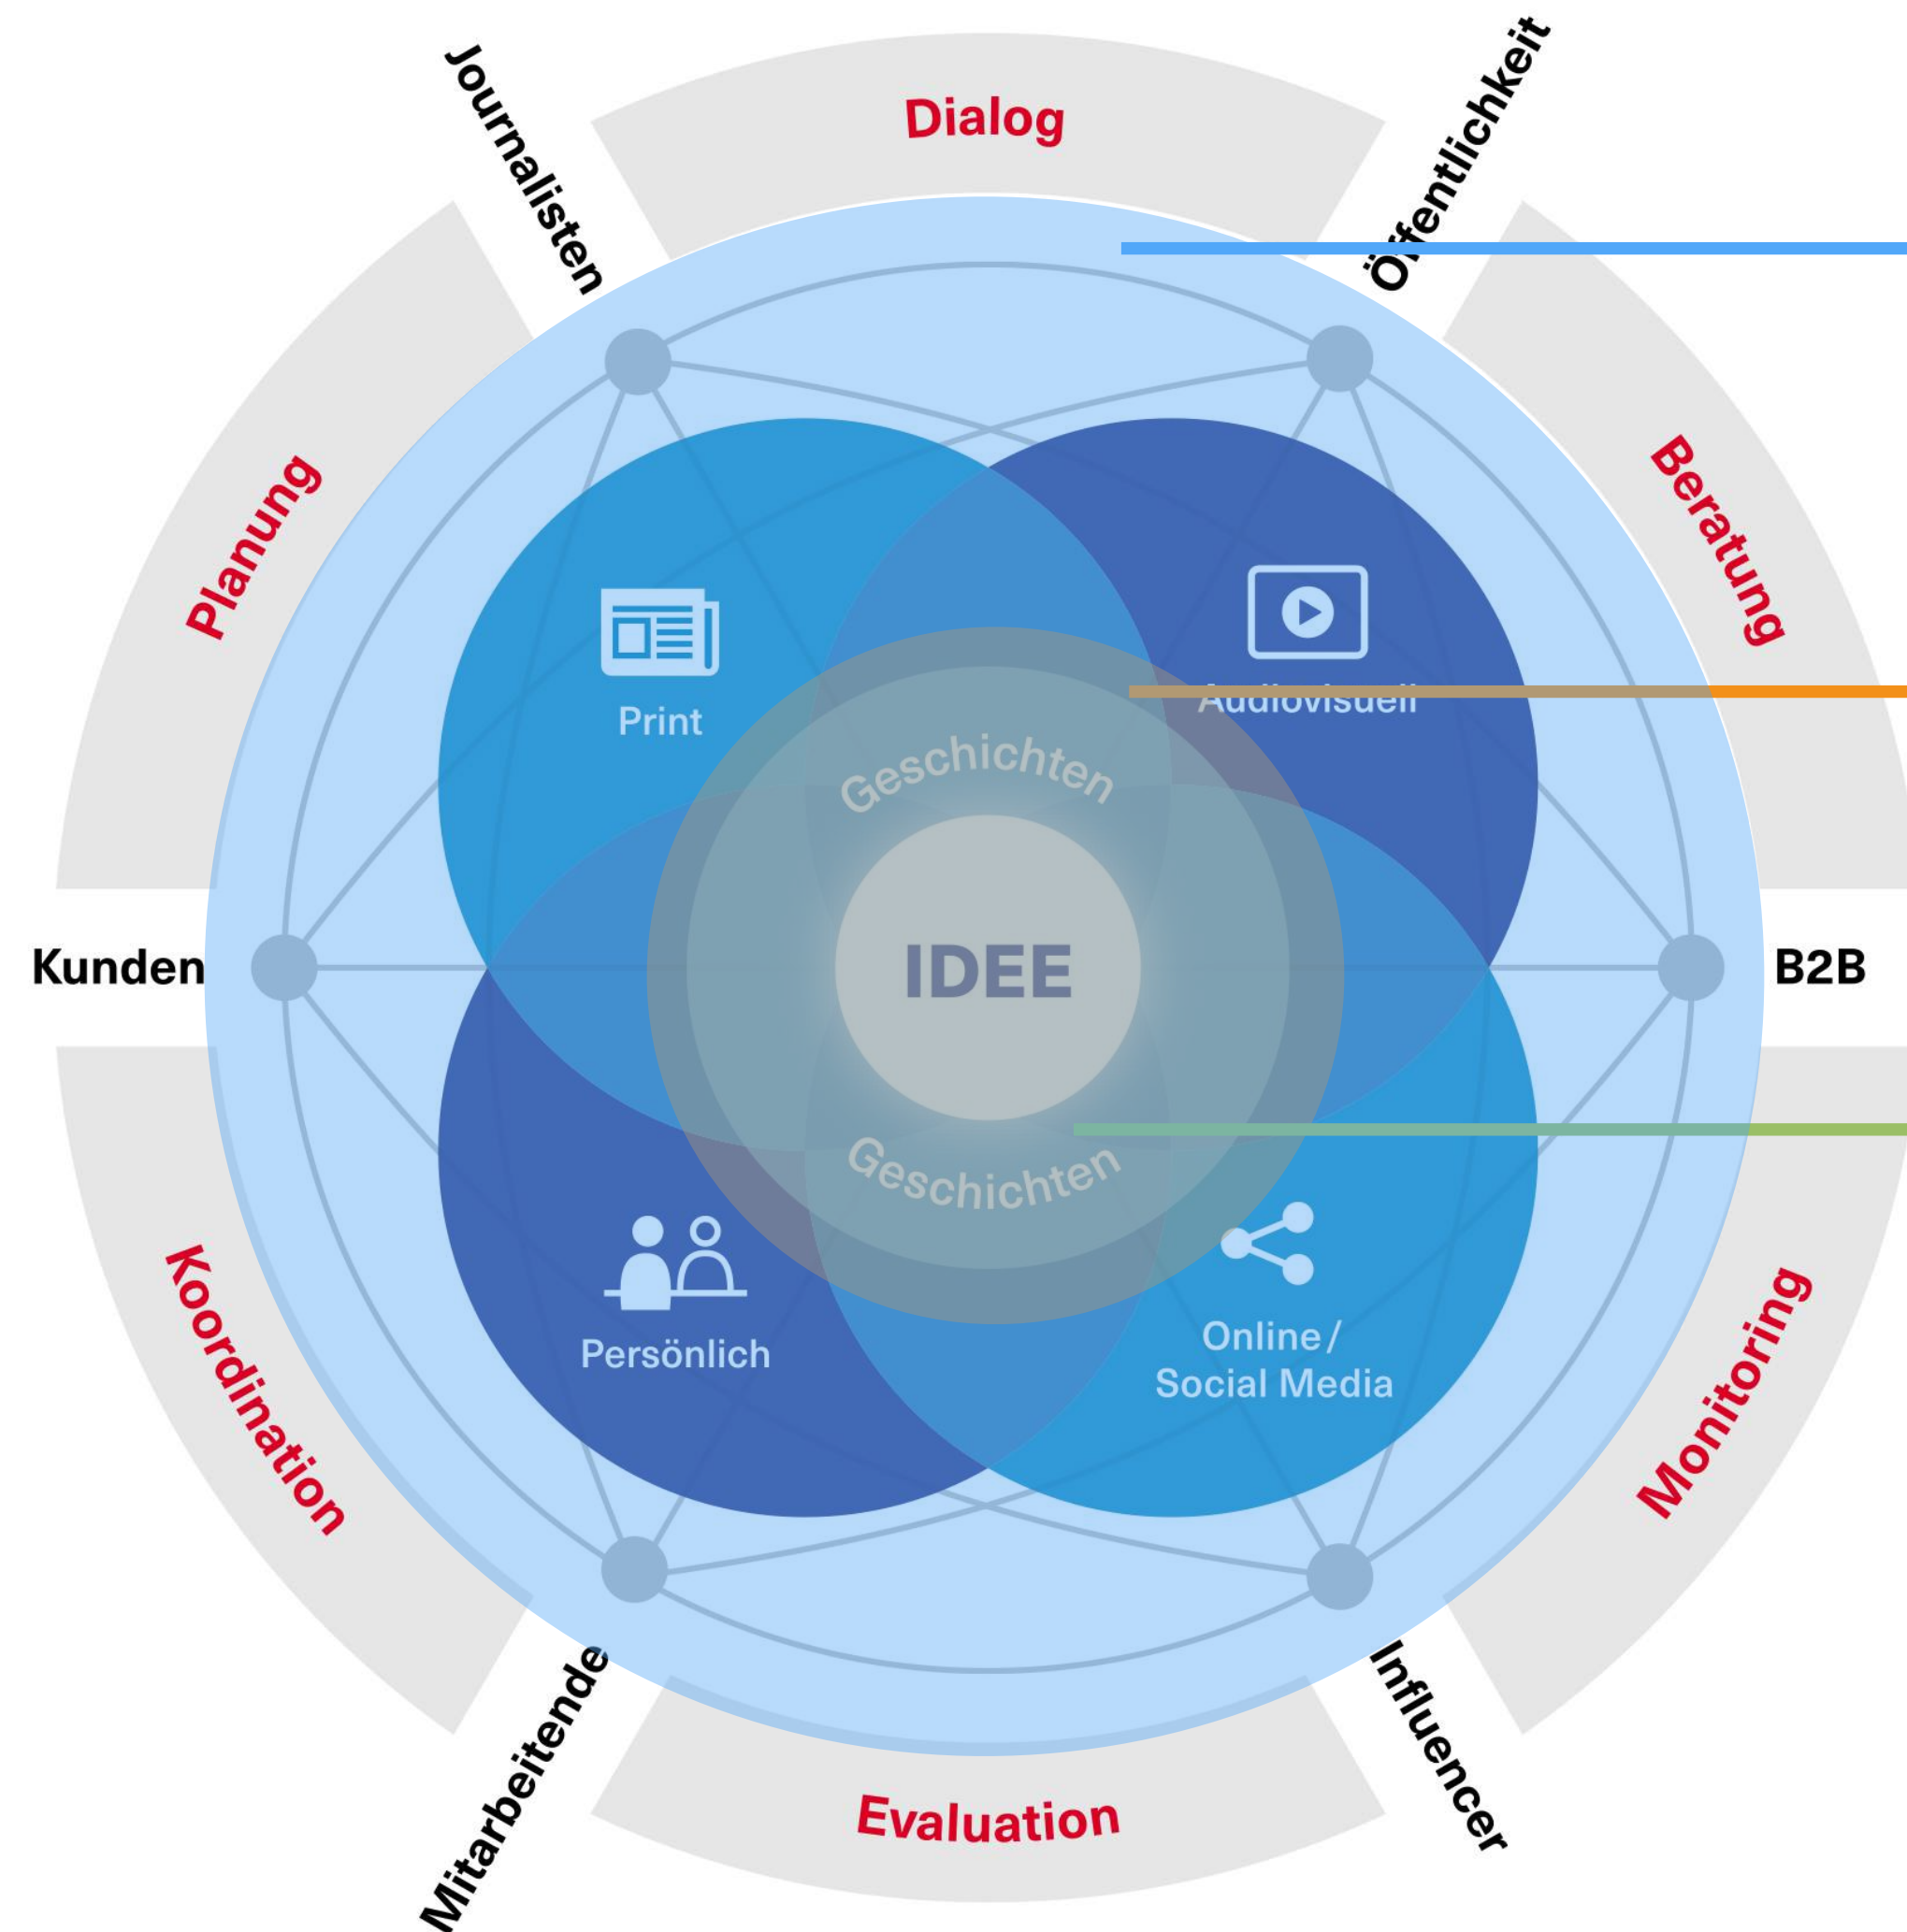 Journalisten
Dialog
Öffentlichkeit
Planung
Beratung
Print
Audiovisuell
Geschichten
Kunden
IDEE
B2B
Geschichten
Persönlich
Online/
Social Media
Koordination
Monitoring
Mitarbeitende
Evaluation
Influencer